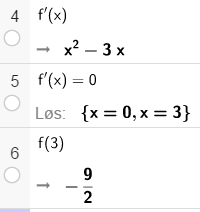 4 f′(x)
→ x² − 3 x
5 f′(x) = 0
Løs: {x = 0, x = 3}
6 f(3)
→ −9/2